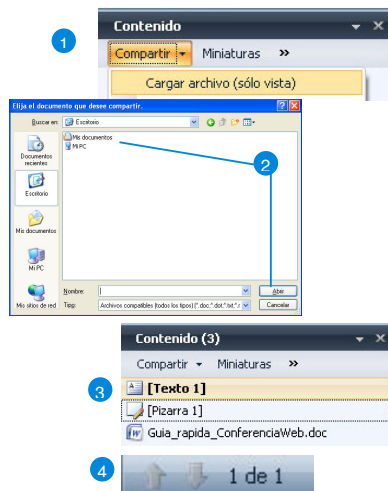 1
Contenido
Compartir Miniaturas »
Cargar archivo (sólo vista)
Elija el documento que desee compartir.
Buscar en: Escritorio
Mis documentos
Mi PC
2
Documentos recientes
Escritorio
Mis documentos
Mi PC
Mis sitios de red
Nombre:
Abrir
Tipo: Archivos compatibles (todos los tipos) (*.doc;*.dot;*.txt;*.r
Cancelar
Contenido (3)
Compartir Miniaturas »
3
[Texto 1]
[Pizarra 1]
Guia_rapida_ConferenciaWeb.doc
4
1 de 1